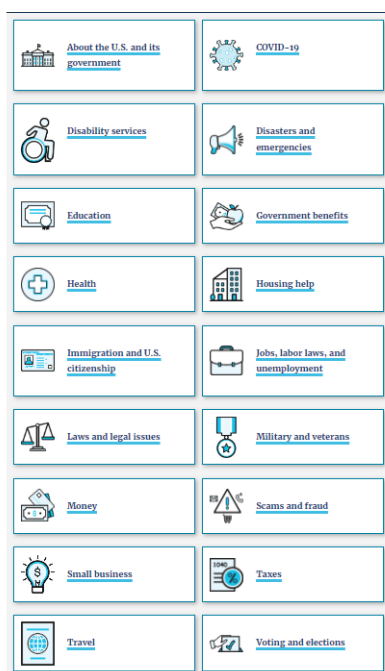 About the U.S. and its
government
COVID-19
Disability services
Disasters and
emergencies
Education
Government benefits
Health
Housing help
Immigration and U.S.
citizenship
Jobs, labor laws, and
unemployment
Laws and legal issues
Military and veterans
Money
Scams and fraud
Small business
1040
Taxes
Travel
Voting and elections